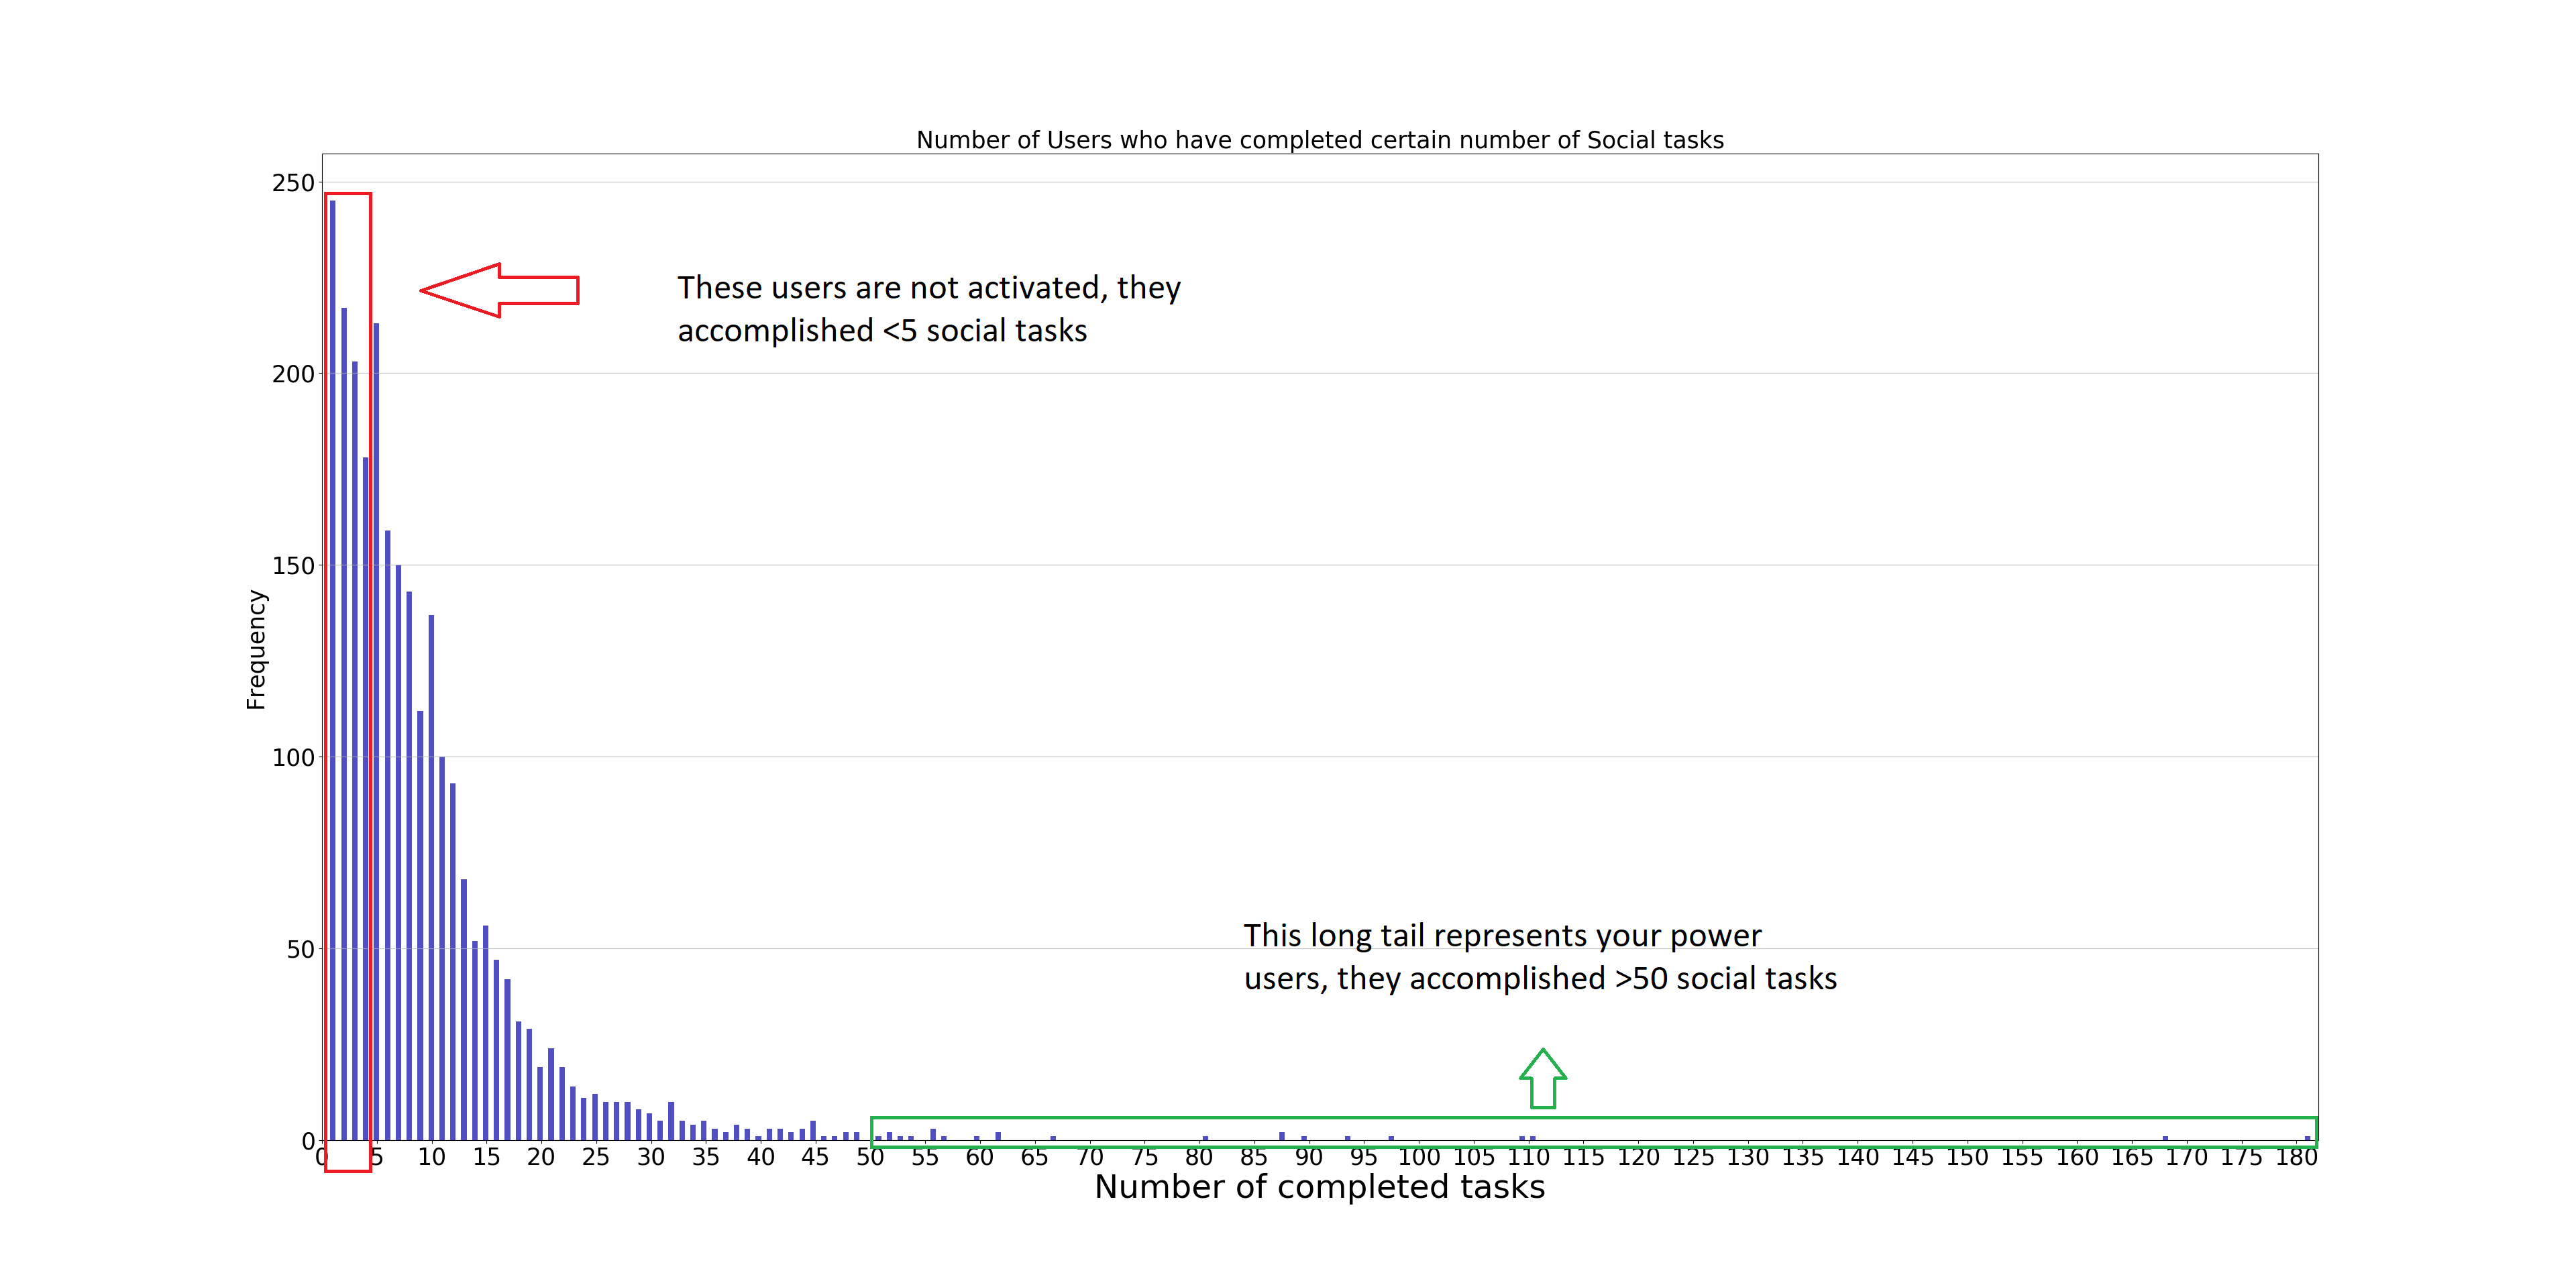 Number of Users who have completed certain number of Social tasks
250
200
150
100
50
0
Frequency
These users are not activated, they
accomplished <5 social tasks
This long tail represents your power
users, they accomplished >50 social tasks
0 5 10 15 20 25 30 35 40 45 50 55 60 65 70 75 80 85 90 95 100 105 110 115 120 125 130 135 140 145 150 155 160 165 170 175 180
Number of completed tasks